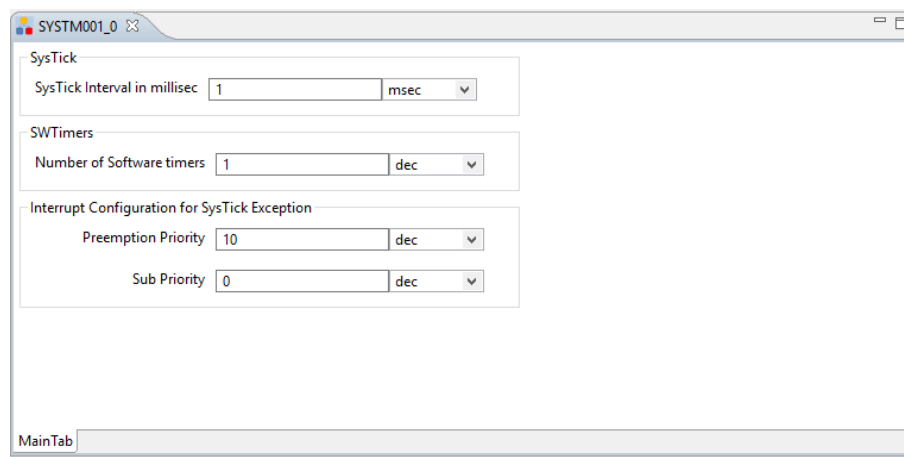 SYSTM001_0
SysTick
SysTick Interval in millisec 1 msec
SWTimers
Number of Software timers 1 dec
Interrupt Configuration for SysTick Exception
Preemption Priority 10 dec
Sub Priority 0 dec
MainTab